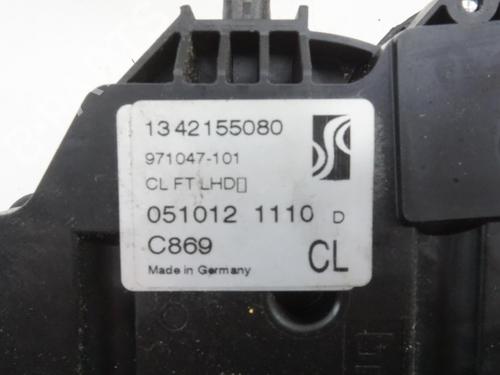 13 42155080
971047-101
CL FT LHD▯
051012 1110 D
C869
CL
Made in Germany